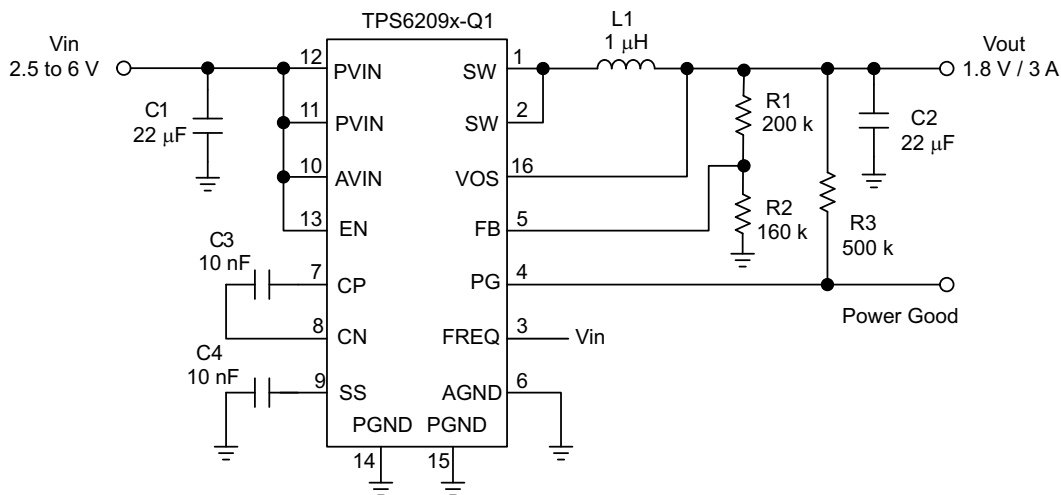 TPS6209x-Q1
Vin
2.5 to 6 V
C1
22 μF
12
PVIN
11
PVIN
10
AVIN
13
EN
C3
10 nF
7
CP
8
CN
C4
10 nF
9
SS
PGND
PGND
14
15
SW
1
SW
2
VOS
16
FB
5
PG
4
FREQ
3
Vin
AGND
6
L1
1 μH
R1
200 k
R2
160 k
R3
500 k
C2
22 μF
Vout
1.8 V / 3 A
Power Good